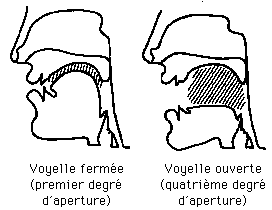 Voyelle fermée
(premier degré
d'aperture)
Voyelle ouverte
(quatrième degré
d'aperture)